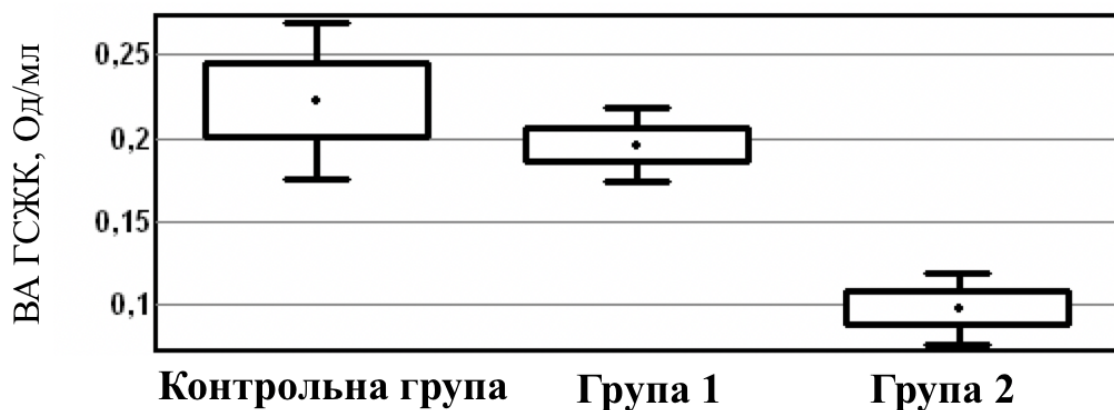 ВА ГСЖК, Од/мл
0,25
0,2
0,15
0,1
Контрольна група
Група 1
Група 2